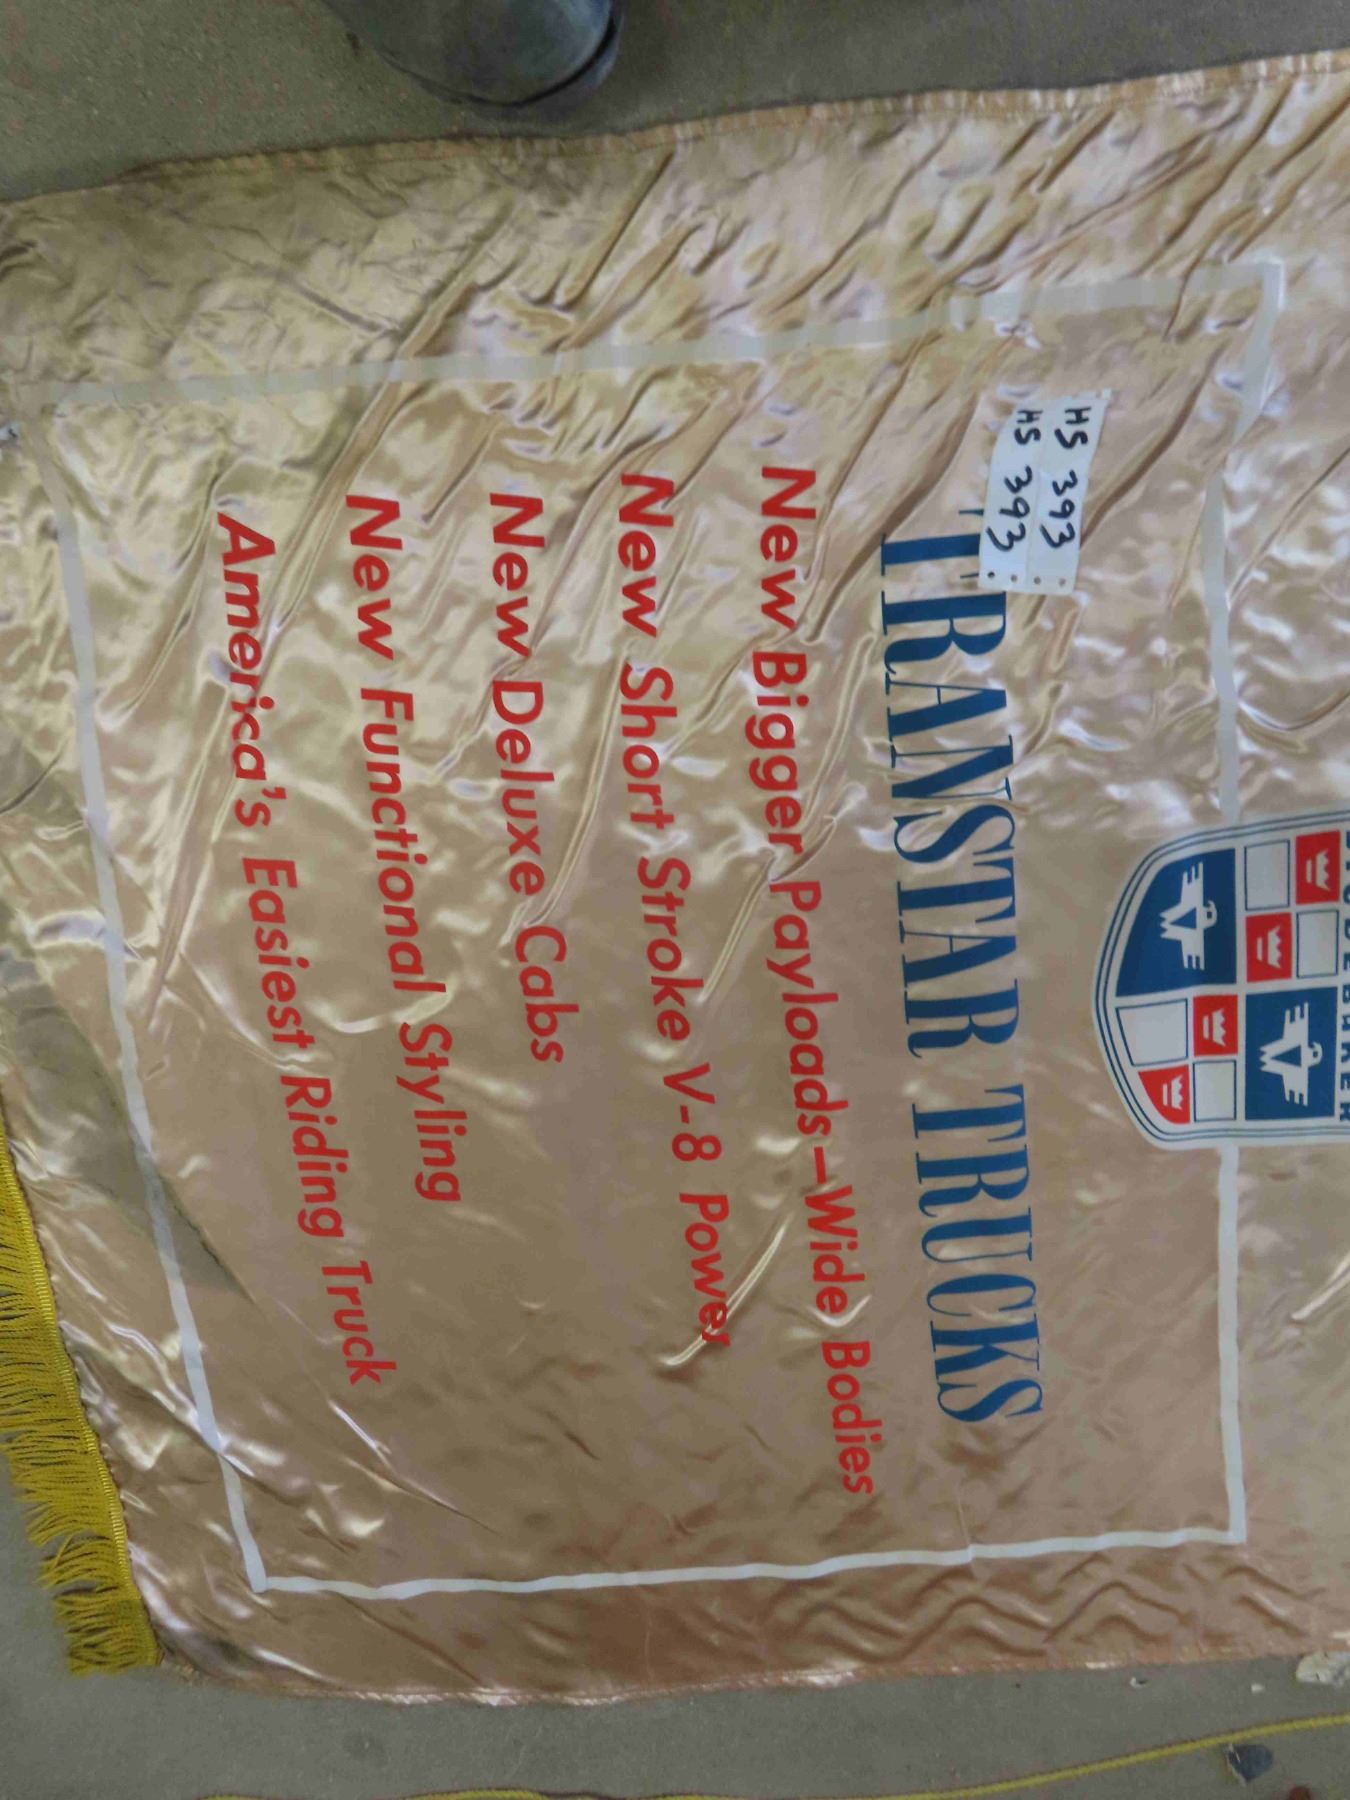 STUDEBAKER
HS 393
HS 393
TRANSTAR TRUCKS
New Bigger Payloads—Wide Bodies
New Short Stroke V-8 Power
New Deluxe Cabs
New Functional Styling
America's Easiest Riding Truck